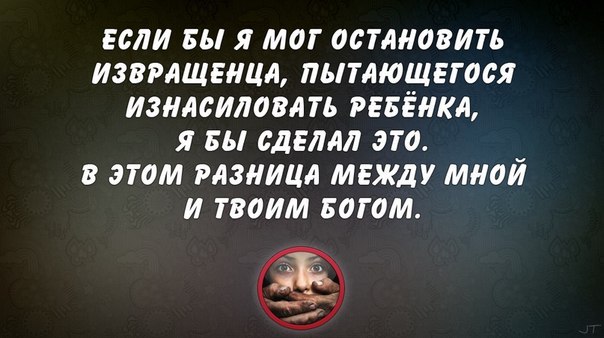 ЕСЛИ БЫ Я МОГ ОСТАНОВИТЬ
ИЗВРАЩЕНЦА, ПЫТАЮЩЕГОСЯ
ИЗНАСИЛОВАТЬ РЕБЁНКА,
Я БЫ СДЕЛАЛ ЭТО.
В ЭТОМ РАЗНИЦА МЕЖДУ МНОЙ
И ТВОИМ БОГОМ.
JT